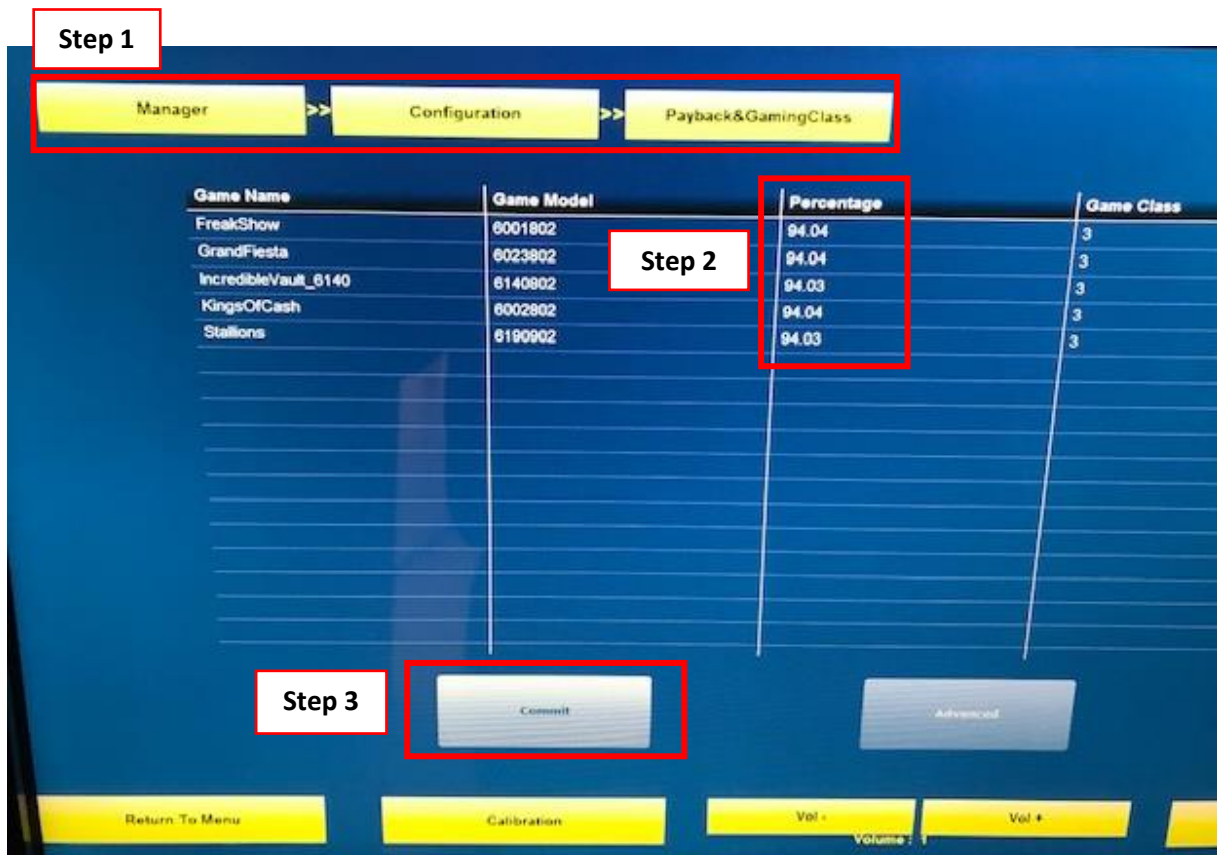 Step 1
Manager >> Configuration >> Payback&GamingClass
Game Name Game Model Percentage Game Class
FreakShow 6001802 94.04 3
GrandFiesta 6023802 94.04 3
Step 2
IncredibleVault_6140 6140802 94.03 3
KingsOfCash 6002802 94.04 3
Stallions 6190902 94.03 3
Step 3
Commit Advanced
Return To Menu Calibration Vol - Vol +
Volume : 1